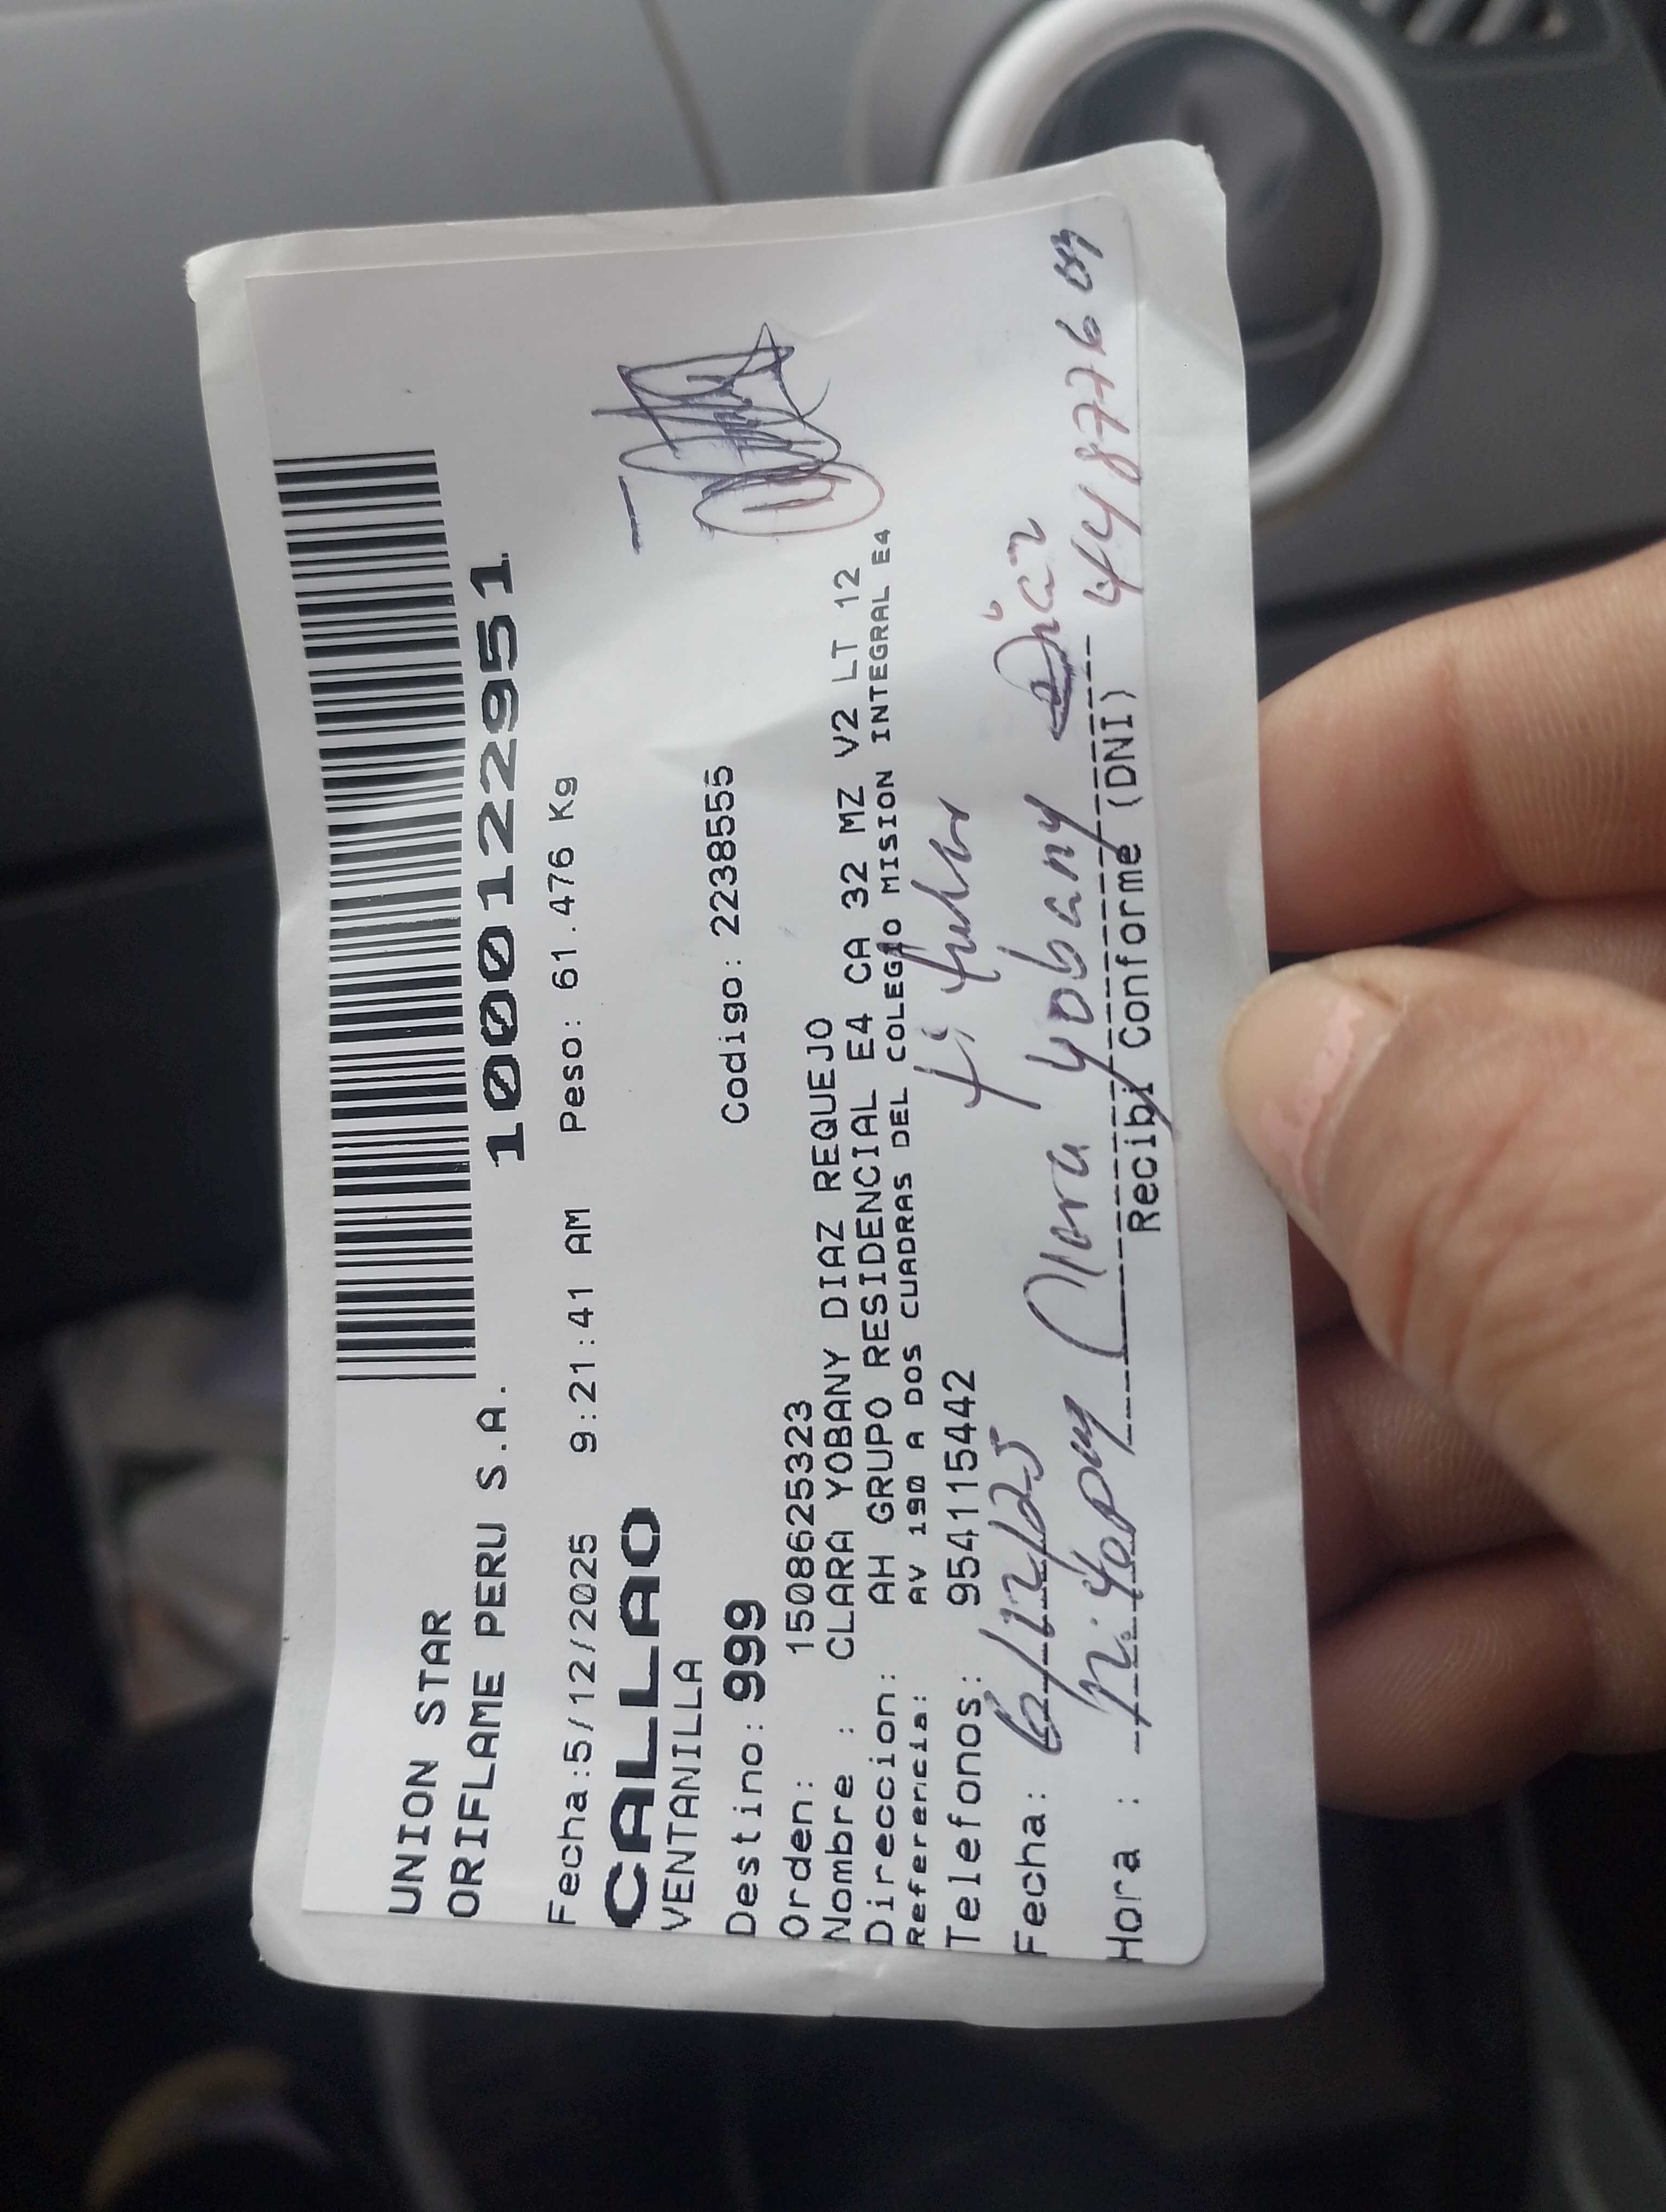 UNION STAR
ORIFLAME PERU S.A.
1000122951
Fecha:5/12/2025 9:21:41 AM Peso: 61.476 Kg
CALLAO
VENTANILLA
Destino: 999 Codigo: 2238555
Orden: 1508625323
Nombre : CLARA YOBANY DIAZ REQUEJO
Direccion: AH GRUPO RESIDENCIAL E4 CA 32 MZ V2 LT 12
Referencia: AV 190 A DOS CUADRAS DEL COLEGIO MISION INTEGRAL E4
Telefonos: 954115442
Fecha: 6/12/25
Hora : Clara Yobany Diaz 448776
Recibi Conforme (DNI)